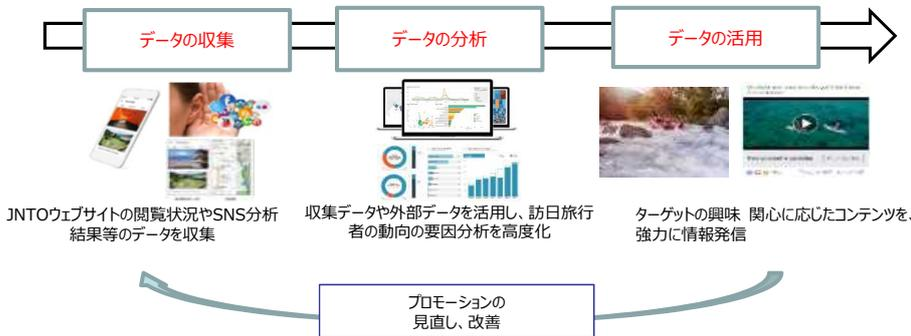 データの収集
データの分析
データの活用
JNTOウェブサイトの閲覧状況やSNS分析
結果等のデータを収集
収集データや外部データを活用し、訪日旅行
者の動向の要因分析を高度化
ターゲットの興味 関心に応じたコンテンツを、
強力に情報発信
プロモーションの
見直し、改善